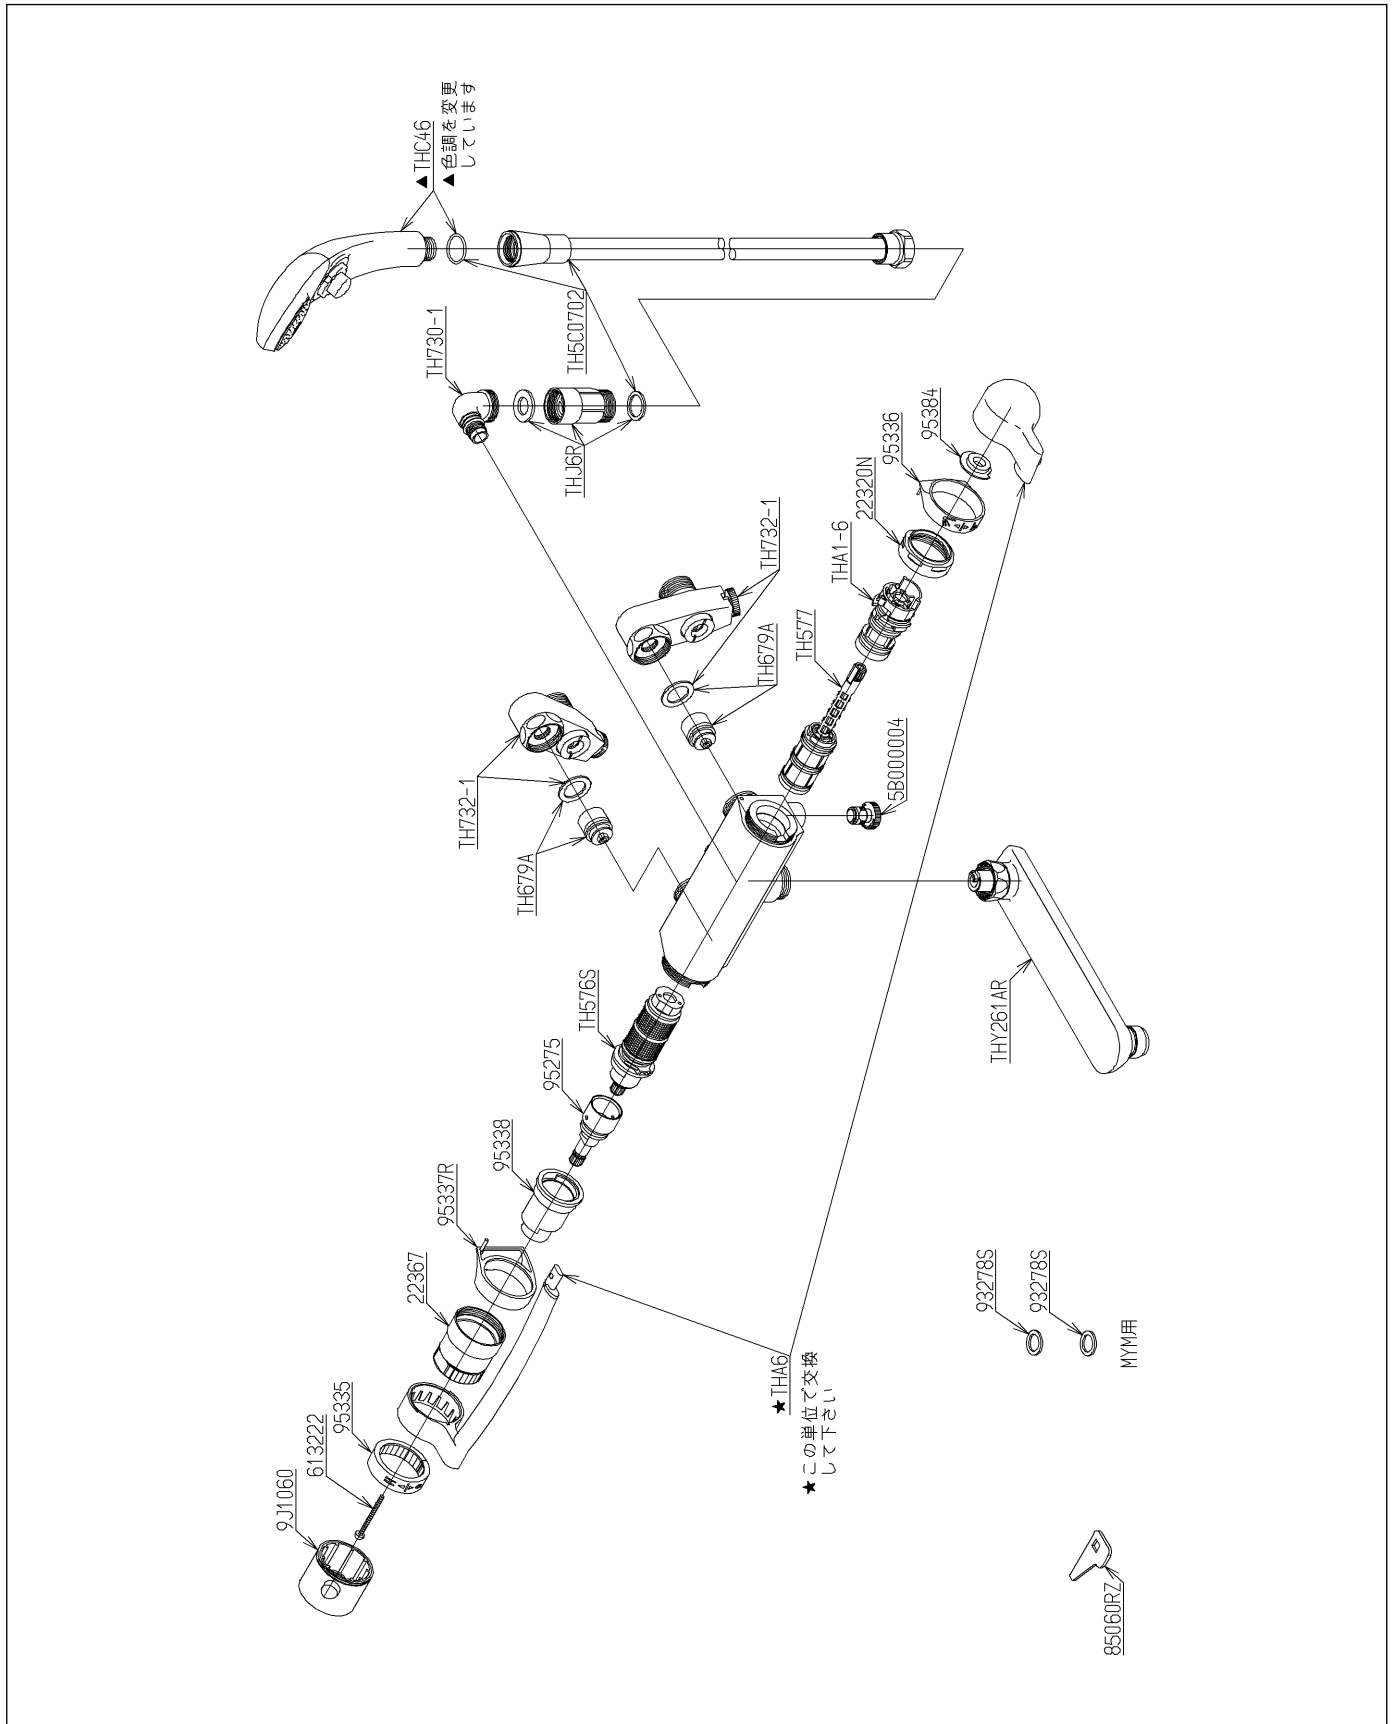 ▲THC46
▲色調を変更
しています
TH730-1
TH5C0702
THJ6R
95384
95336
22320N
THA1-6
TH732-1
TH577
TH679A
5B000004
TH732-1
TH679A
THY261AR
TH576S
95275
95338
95337R
22367
95335
613222
9J1060
★THA6
★この単位で交換
して下さい
93278S
93278S
MYM用
85060RZ